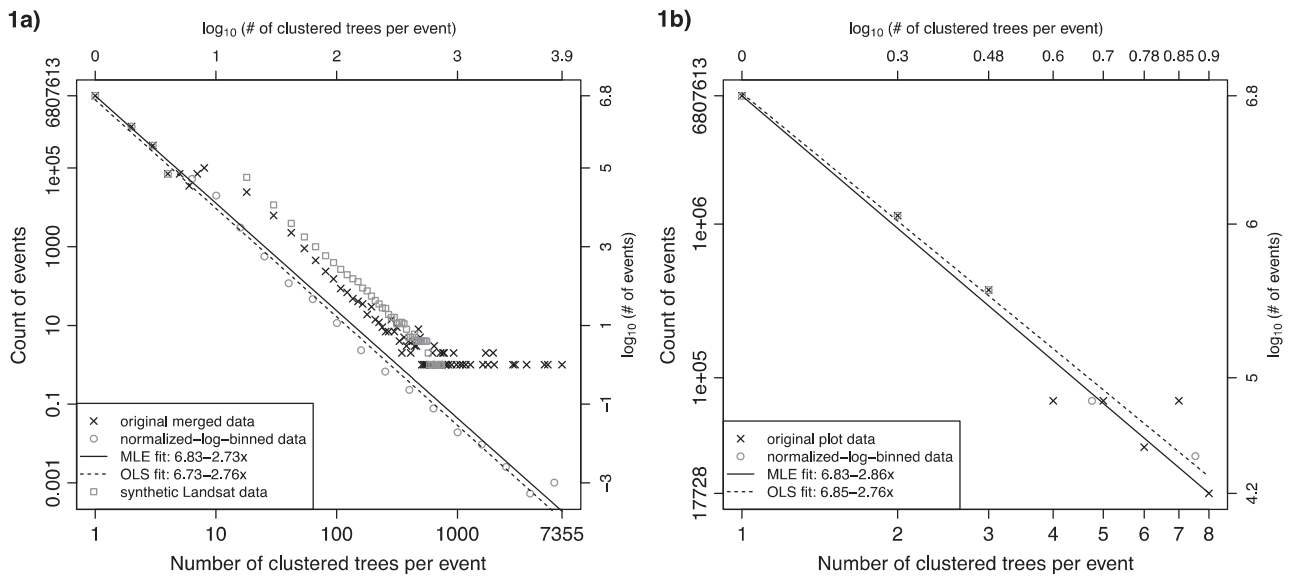 1a)
log10 (# of clustered trees per event)
0 1 2 3 3.9
Count of events
6807613
1e+05
1000
10
0.1
0.001
6.8
5
3
1
−1
−3
log10 (# of events)
× original merged data
○ normalized−log−binned data
MLE fit: 6.83−2.73x
OLS fit: 6.73−2.76x
□ synthetic Landsat data
1 10 100 1000 7355
Number of clustered trees per event
1b)
log10 (# of clustered trees per event)
0 0.3 0.48 0.6 0.7 0.78 0.85 0.9
Count of events
6807613
1e+06
1e+05
17728
6.8
6
5
4.2
log10 (# of events)
× original plot data
○ normalized−log−binned data
MLE fit: 6.83−2.86x
OLS fit: 6.85−2.76x
1 2 3 4 5 6 7 8
Number of clustered trees per event